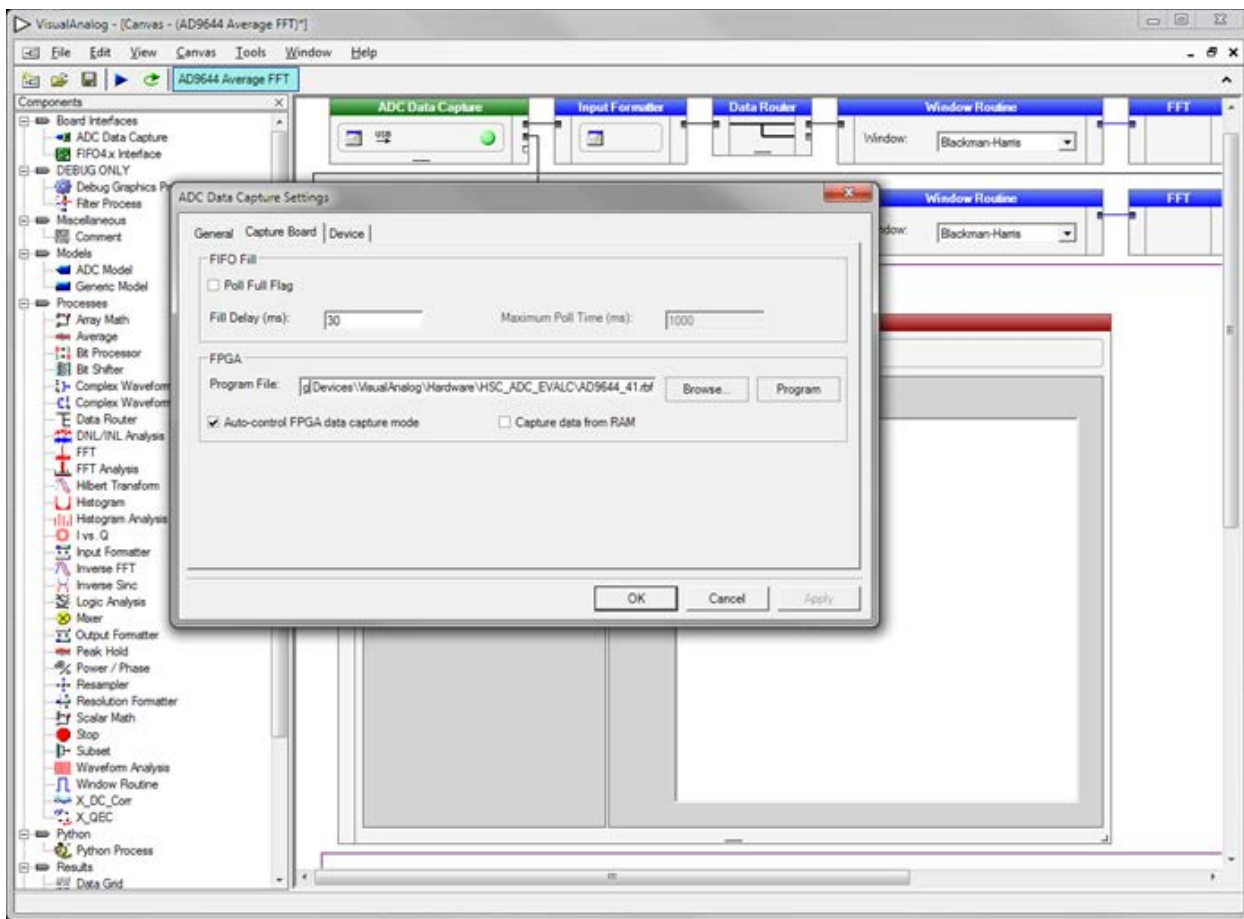 VisualAnalog - [Canvas - (AD9644 Average FFT)*]
File Edit View Canvas Tools Window Help
AD9644 Average FFT
Components
Board Interfaces
ADC Data Capture
FIFO4.x Interface
DEBUG ONLY
Debug Graphics
Filter Process
Miscellaneous
Comment
Models
ADC Model
Generic Model
Processes
Array Math
Average
Bit Processor
Bit Shifter
Complex Waveform
Complex Waveform
Data Router
DNL/INL Analysis
FFT
FFT Analysis
Hilbert Transform
Histogram
Histogram Analysis
I vs. Q
Input Formatter
Inverse FFT
Inverse Sinc
Logic Analysis
Mixer
Output Formatter
Peak Hold
Power / Phase
Resampler
Resolution Formatter
Scalar Math
Stop
Subset
Waveform Analysis
Window Routine
X_DC_Corr
X_QEC
Python
Python Process
Results
Data Grid
ADC Data Capture
USB
Input Formatter
Data Router
Window Routine
Window: Blackman-Harris
FFT
Window Routine
ndow: Blackman-Harris
FFT
ADC Data Capture Settings
General Capture Board Device
FIFO Fill
Poll Full Flag
Fill Delay (ms): 30 Maximum Poll Time (ms): 1000
FPGA
Program File: g Devices\VisualAnalog\Hardware\HSC_ADC_EVALC\AD9644_41.rbf Browse... Program
Auto-control FPGA data capture mode Capture data from RAM
OK Cancel Apply